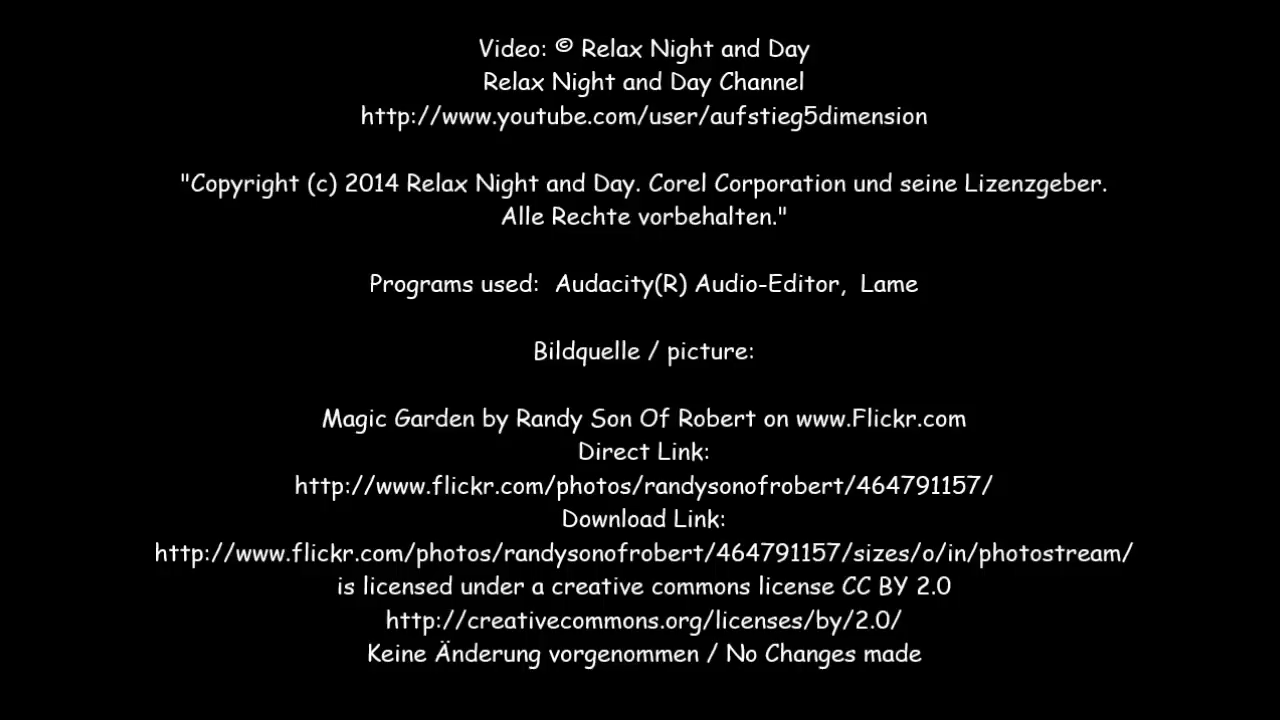 Video: © Relax Night and Day
Relax Night and Day Channel
http://www.youtube.com/user/aufstieg5dimension
"Copyright (c) 2014 Relax Night and Day. Corel Corporation und seine Lizenzgeber.
Alle Rechte vorbehalten."
Programs used:  Audacity(R) Audio-Editor,  Lame
Bildquelle / picture:
Magic Garden by Randy Son Of Robert on www.Flickr.com
Direct Link:
http://www.flickr.com/photos/randysonofrobert/464791157/
Download Link:
http://www.flickr.com/photos/randysonofrobert/464791157/sizes/o/in/photostream/
is licensed under a creative commons license CC BY 2.0
http://creativecommons.org/licenses/by/2.0/
Keine Änderung vorgenommen / No Changes made